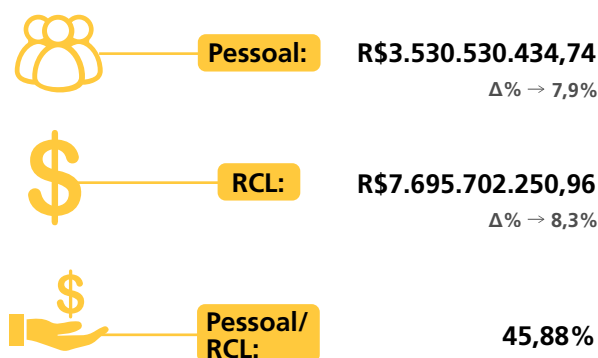 Pessoal: R$3.530.530.434,74
Δ% → 7,9%
$ RCL: R$7.695.702.250,96
Δ% → 8,3%
$
Pessoal/
RCL: 45,88%